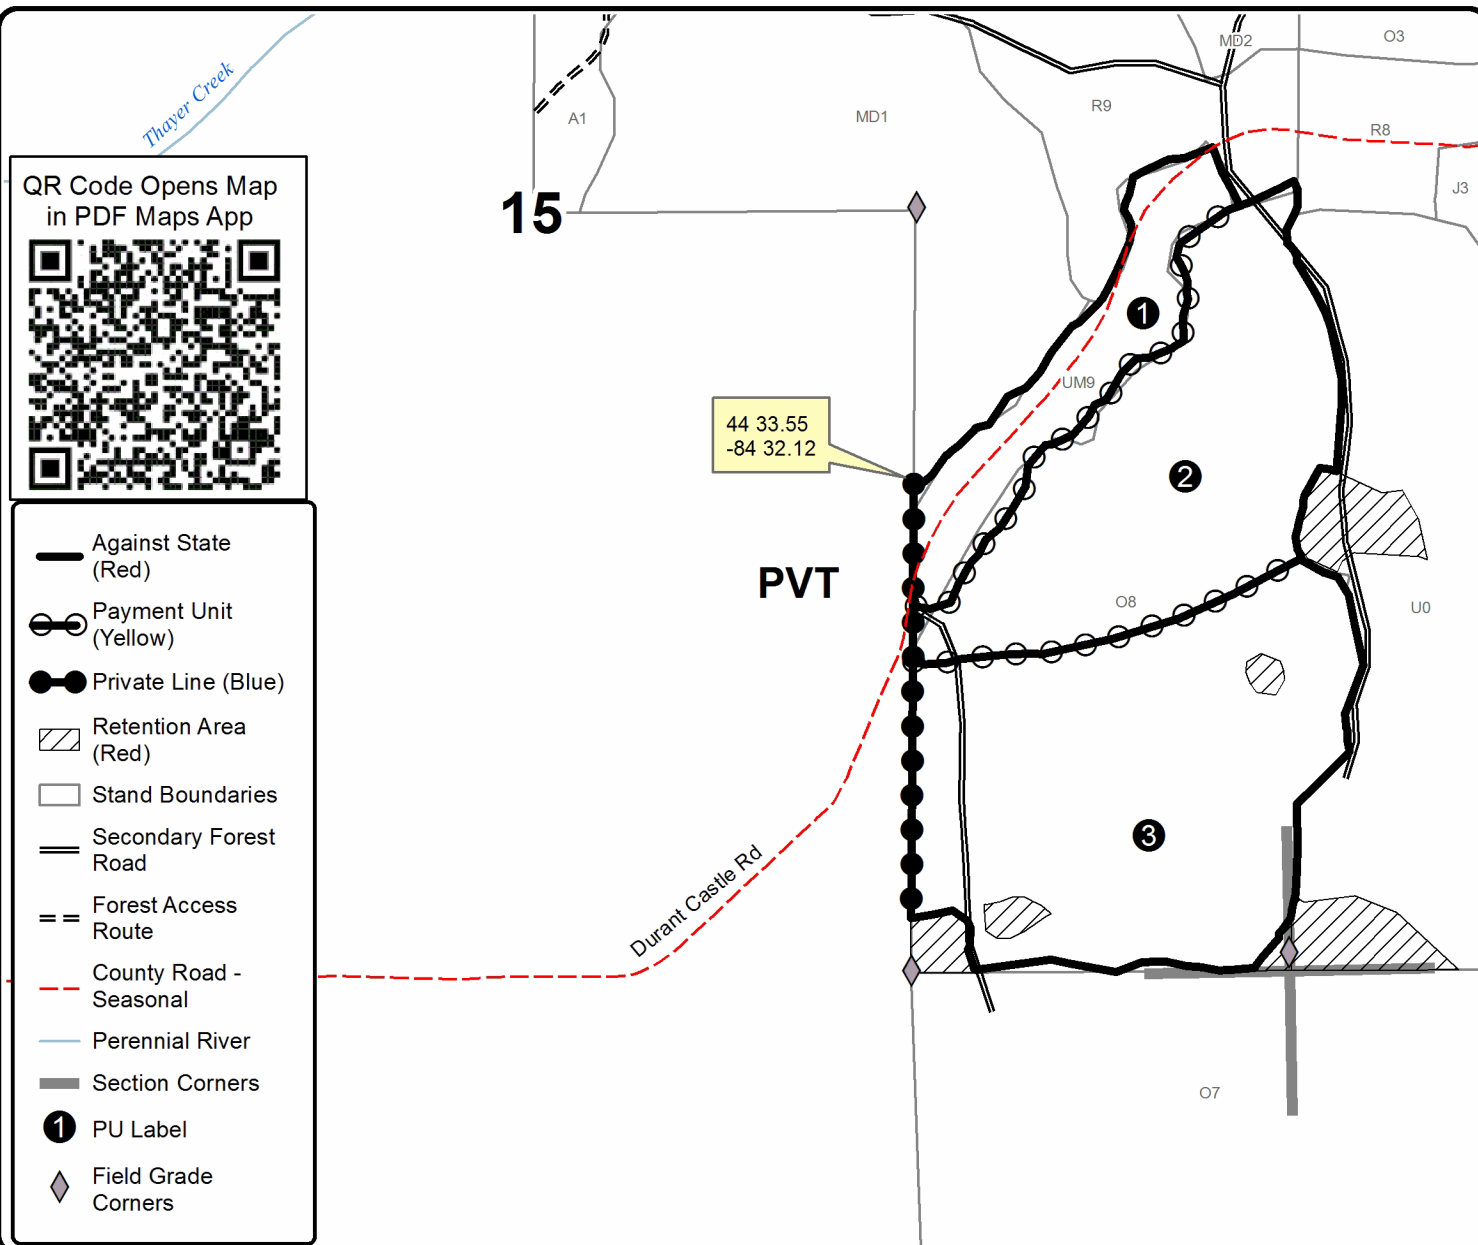 Thayer Creek
MD2
O3
A1
MD1
R9
R8
J3
QR Code Opens Map
in PDF Maps App
15
1
UM9
44 33.55
-84 32.12
2
PVT
O8
U0
3
Durant Castle Rd
O7
Against State
(Red)
Payment Unit
(Yellow)
Private Line (Blue)
Retention Area
(Red)
Stand Boundaries
Secondary Forest
Road
Forest Access
Route
County Road -
Seasonal
Perennial River
Section Corners
1 PU Label
Field Grade
Corners